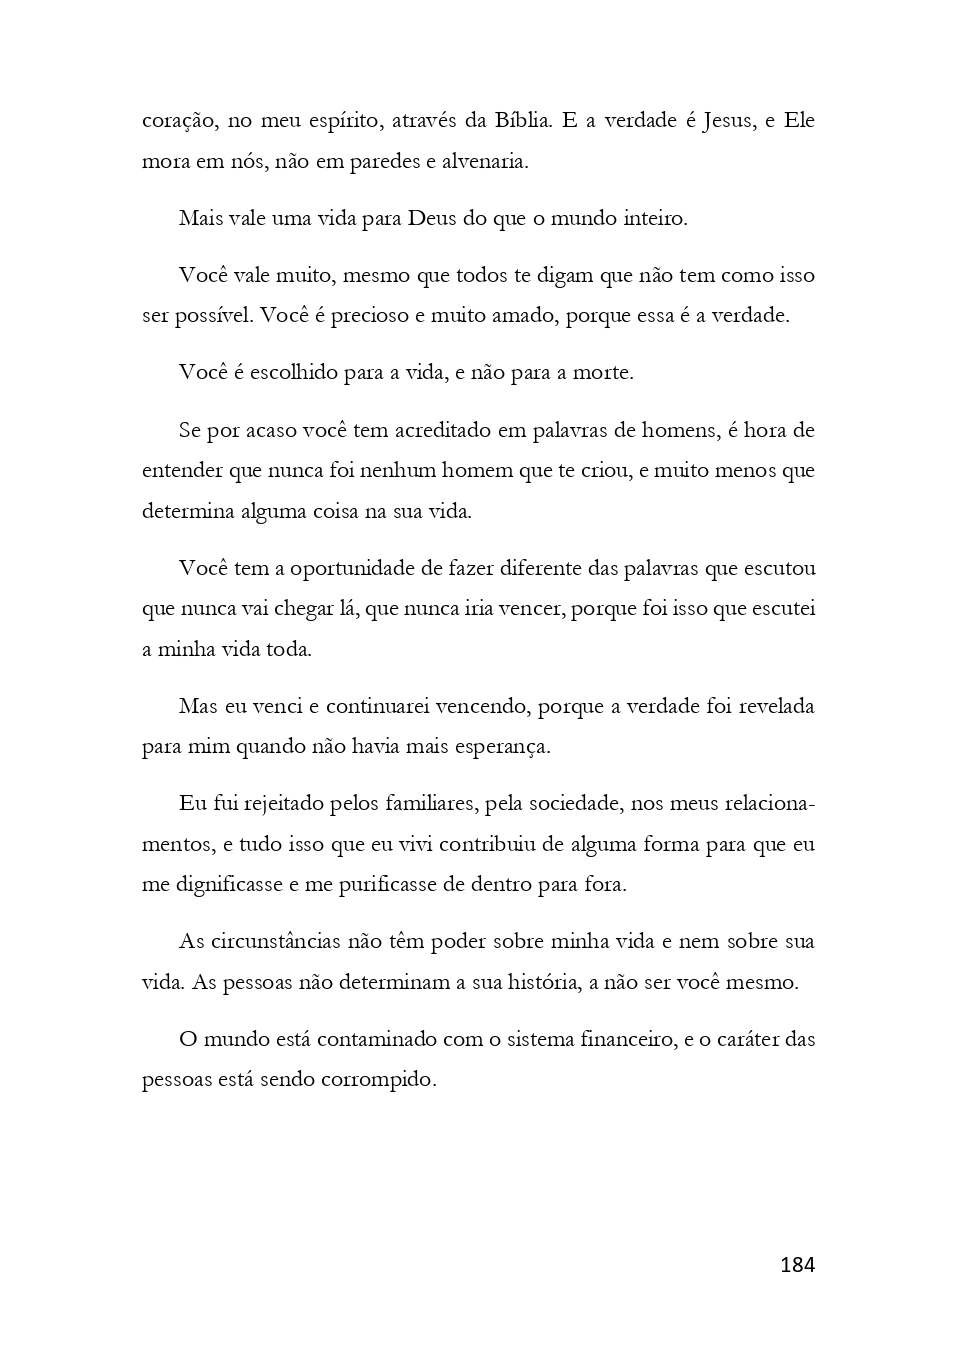 coração, no meu espírito, através da Bíblia. E a verdade é Jesus, e Ele
mora em nós, não em paredes e alvenaria.
Mais vale uma vida para Deus do que o mundo inteiro.
Você vale muito, mesmo que todos te digam que não tem como isso
ser possível. Você é precioso e muito amado, porque essa é a verdade.
Você é escolhido para a vida, e não para a morte.
Se por acaso você tem acreditado em palavras de homens, é hora de
entender que nunca foi nenhum homem que te criou, e muito menos que
determina alguma coisa na sua vida.
Você tem a oportunidade de fazer diferente das palavras que escutou
que nunca vai chegar lá, que nunca iria vencer, porque foi isso que escutei
a minha vida toda.
Mas eu venci e continuarei vencendo, porque a verdade foi revelada
para mim quando não havia mais esperança.
Eu fui rejeitado pelos familiares, pela sociedade, nos meus relaciona-
mentos, e tudo isso que eu vivi contribuiu de alguma forma para que eu
me dignificasse e me purificasse de dentro para fora.
As circunstâncias não têm poder sobre minha vida e nem sobre sua
vida. As pessoas não determinam a sua história, a não ser você mesmo.
O mundo está contaminado com o sistema financeiro, e o caráter das
pessoas está sendo corrompido.
184